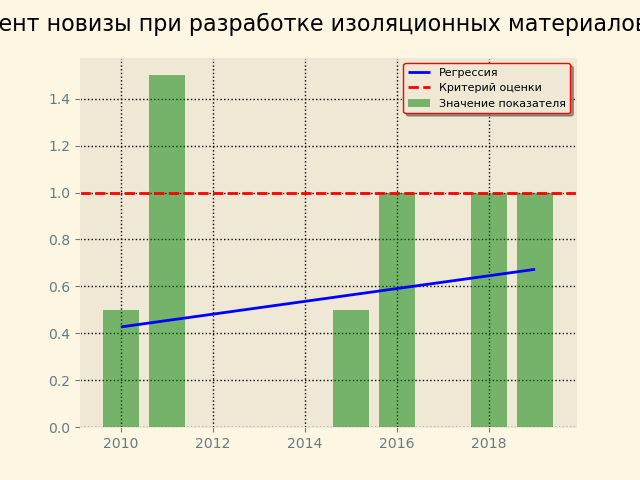 ент новизы при разработке изоляционных материалов
Регрессия
Критерий оценки
Значение показателя
1.4
1.2
1.0
0.8
0.6
0.4
0.2
0.0
2010 2012 2014 2016 2018